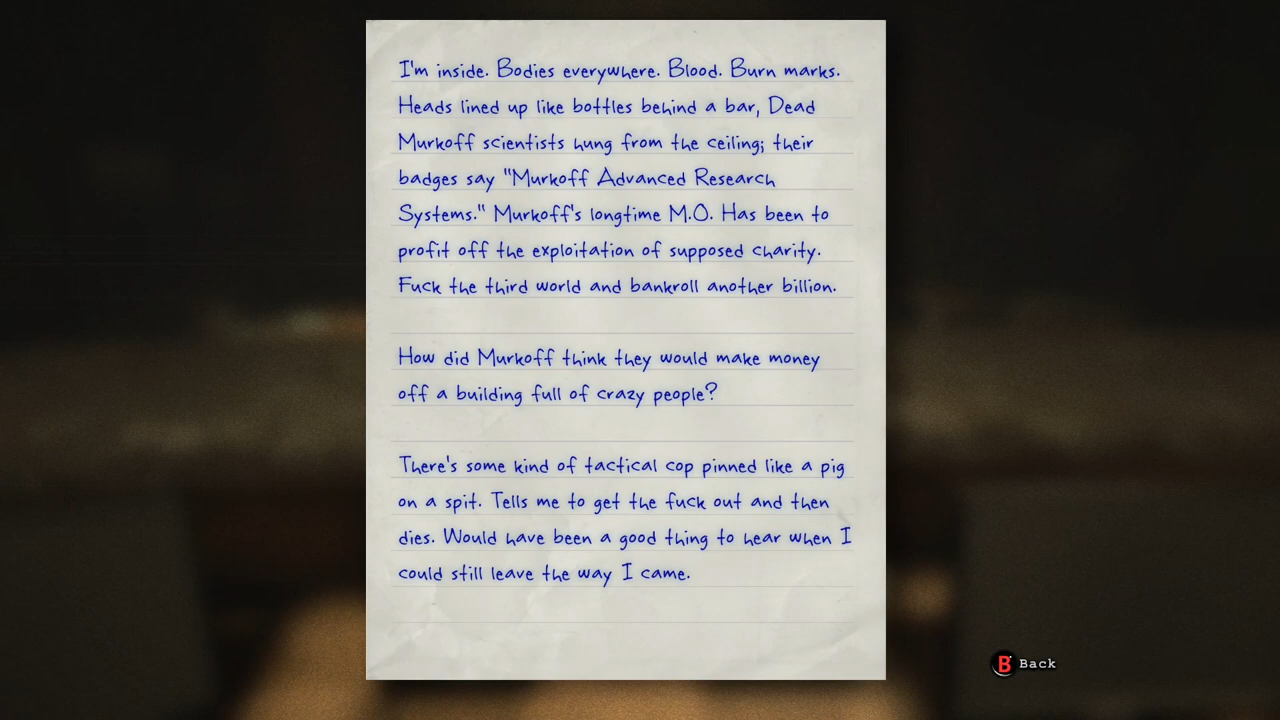 I'm inside. Bodies everywhere. Blood. Burn marks.
Heads lined up like bottles behind a bar, Dead
Murkoff scientists hung from the ceiling; their
badges say "Murkoff Advanced Research
Systems." Murkoff's longtime M.O. Has been to
profit off the exploitation of supposed charity.
Fuck the third world and bankroll another billion.
How did Murkoff think they would make money
off a building full of crazy people?
There's some kind of tactical cop pinned like a pig
on a spit. Tells me to get the fuck out and then
dies. Would have been a good thing to hear when I
could still leave the way I came.
B Back